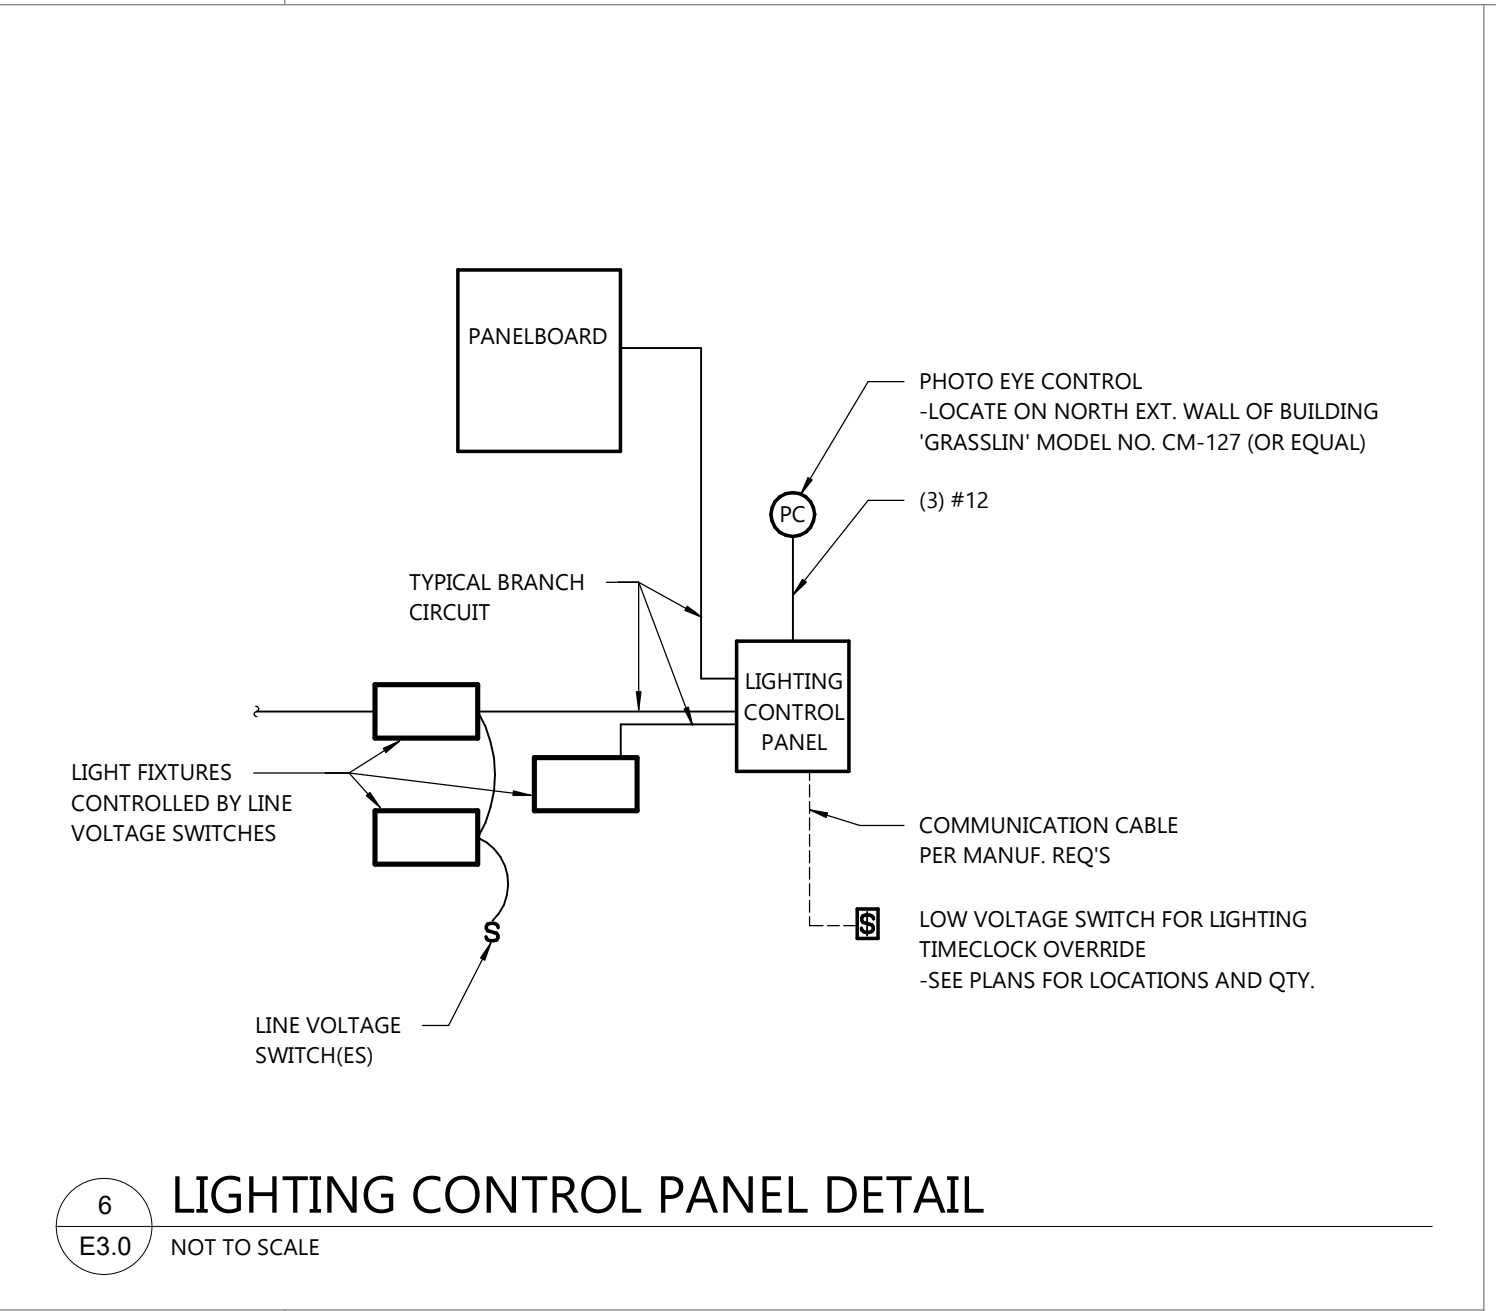 PANELBOARD
PHOTO EYE CONTROL
-LOCATE ON NORTH EXT. WALL OF BUILDING
'GRASSLIN' MODEL NO. CM-127 (OR EQUAL)
PC
(3) #12
TYPICAL BRANCH
CIRCUIT
LIGHTING
CONTROL
PANEL
LIGHT FIXTURES
CONTROLLED BY LINE
VOLTAGE SWITCHES
COMMUNICATION CABLE
PER MANUF. REQ'S
$
LOW VOLTAGE SWITCH FOR LIGHTING
TIMECLOCK OVERRIDE
-SEE PLANS FOR LOCATIONS AND QTY.
S
LINE VOLTAGE
SWITCH(ES)
6
E3.0
LIGHTING CONTROL PANEL DETAIL
NOT TO SCALE